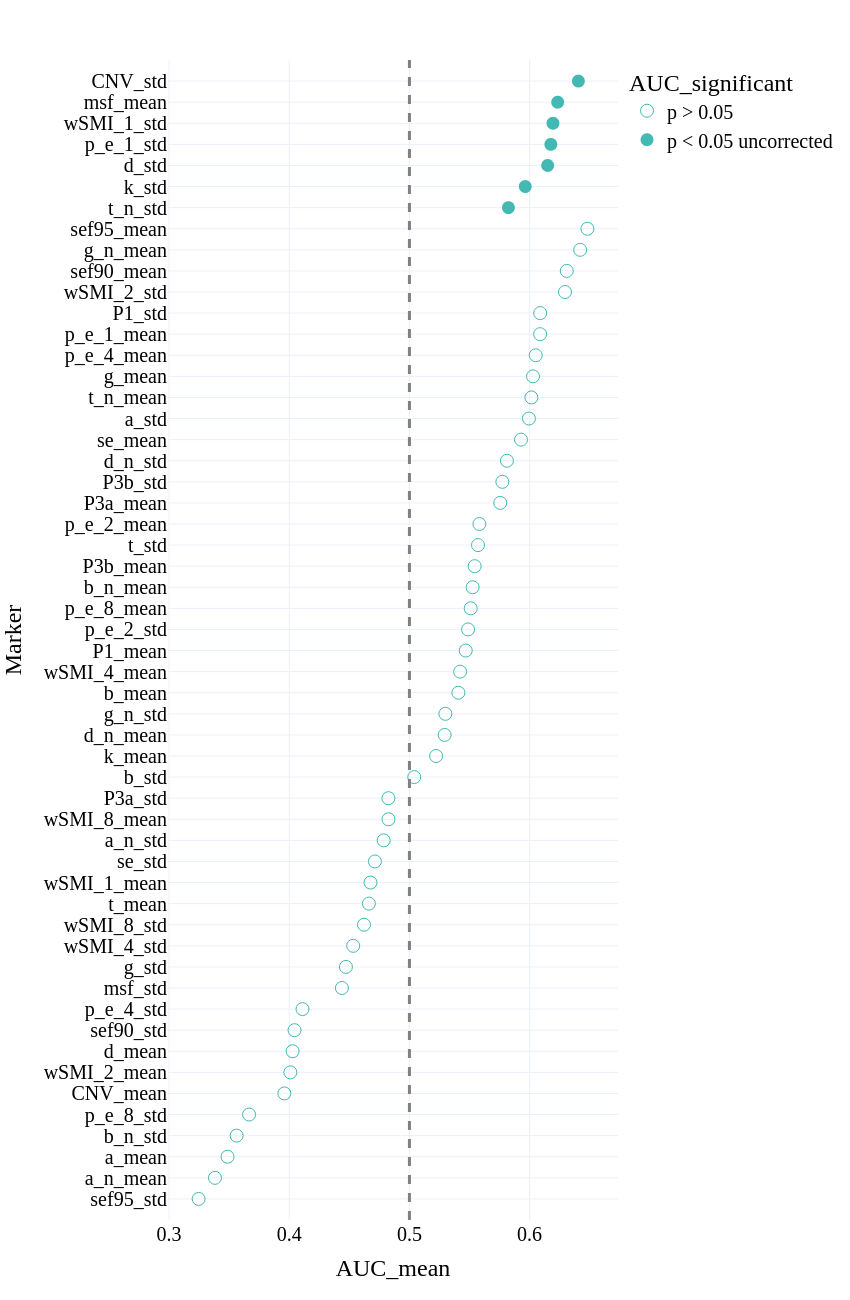 CNV_std
msf_mean
wSMI_1_std
p_e_1_std
d_std
k_std
t_n_std
sef95_mean
g_n_mean
sef90_mean
wSMI_2_std
P1_std
p_e_1_mean
p_e_4_mean
g_mean
t_n_mean
a_std
se_mean
d_n_std
P3b_std
P3a_mean
p_e_2_mean
t_std
P3b_mean
b_n_mean
p_e_8_mean
p_e_2_std
P1_mean
wSMI_4_mean
b_mean
g_n_std
d_n_mean
k_mean
b_std
P3a_std
wSMI_8_mean
a_n_std
se_std
wSMI_1_mean
t_mean
wSMI_8_std
wSMI_4_std
g_std
msf_std
p_e_4_std
sef90_std
d_mean
wSMI_2_mean
CNV_mean
p_e_8_std
b_n_std
a_mean
a_n_mean
sef95_std
Marker
0.3 0.4 0.5 0.6
AUC_mean
AUC_significant
p > 0.05
p < 0.05 uncorrected